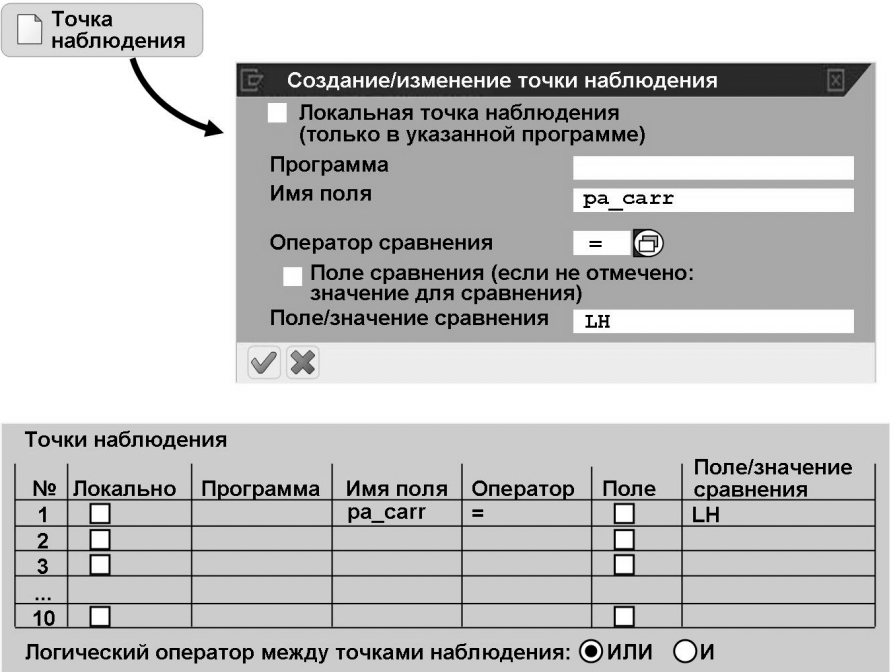 Точка
наблюдения
Создание/изменение точки наблюдения
Локальная точка наблюдения
(только в указанной программе)
Программа
Имя поля pa_carr
Оператор сравнения =
Поле сравнения (если не отмечено:
значение для сравнения)
Поле/значение сравнения LH
Точки наблюдения
№ Локально Программа Имя поля Оператор Поле Поле/значение
сравнения
1 pa_carr = LH
2
3
...
10
Логический оператор между точками наблюдения: ИЛИ И